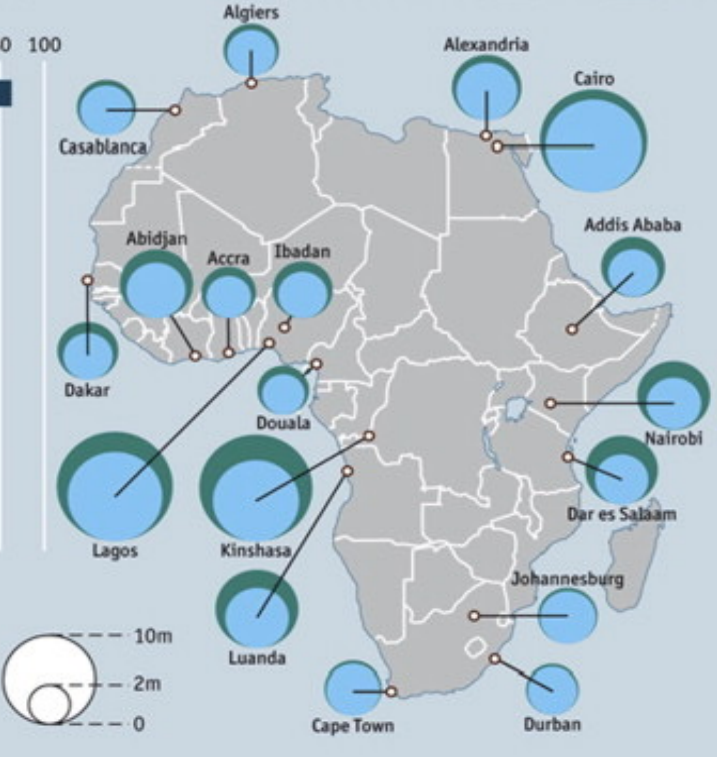 Algiers
0 100
Alexandria
Cairo
Casablanca
Addis Ababa
Abidjan
Accra
Ibadan
Dakar
Douala
Nairobi
Dar es Salaam
Lagos
Kinshasa
Johannesburg
Luanda
10m
2m
0
Cape Town
Durban